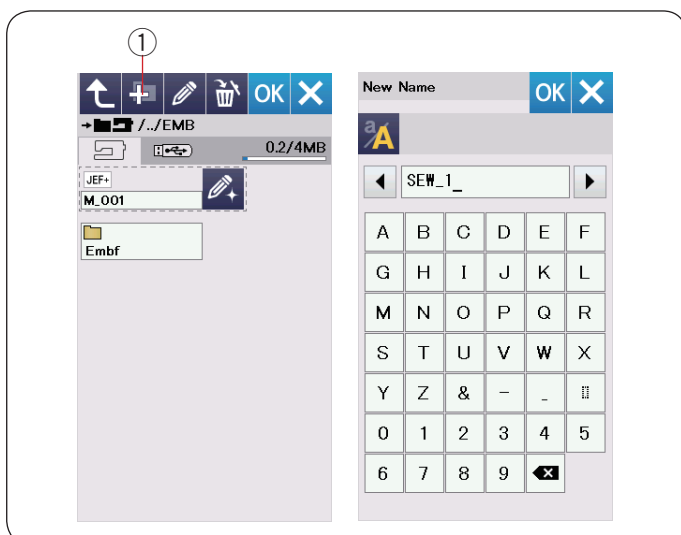 ①
OK
→ /../EMB
0.2/4MB
JEF+
M_001
Embf
New Name
OK
a/A
SEW_1_
A B C D E F
G H I J K L
M N O P Q R
S T U V W X
Y Z & – _
0 1 2 3 4 5
6 7 8 9